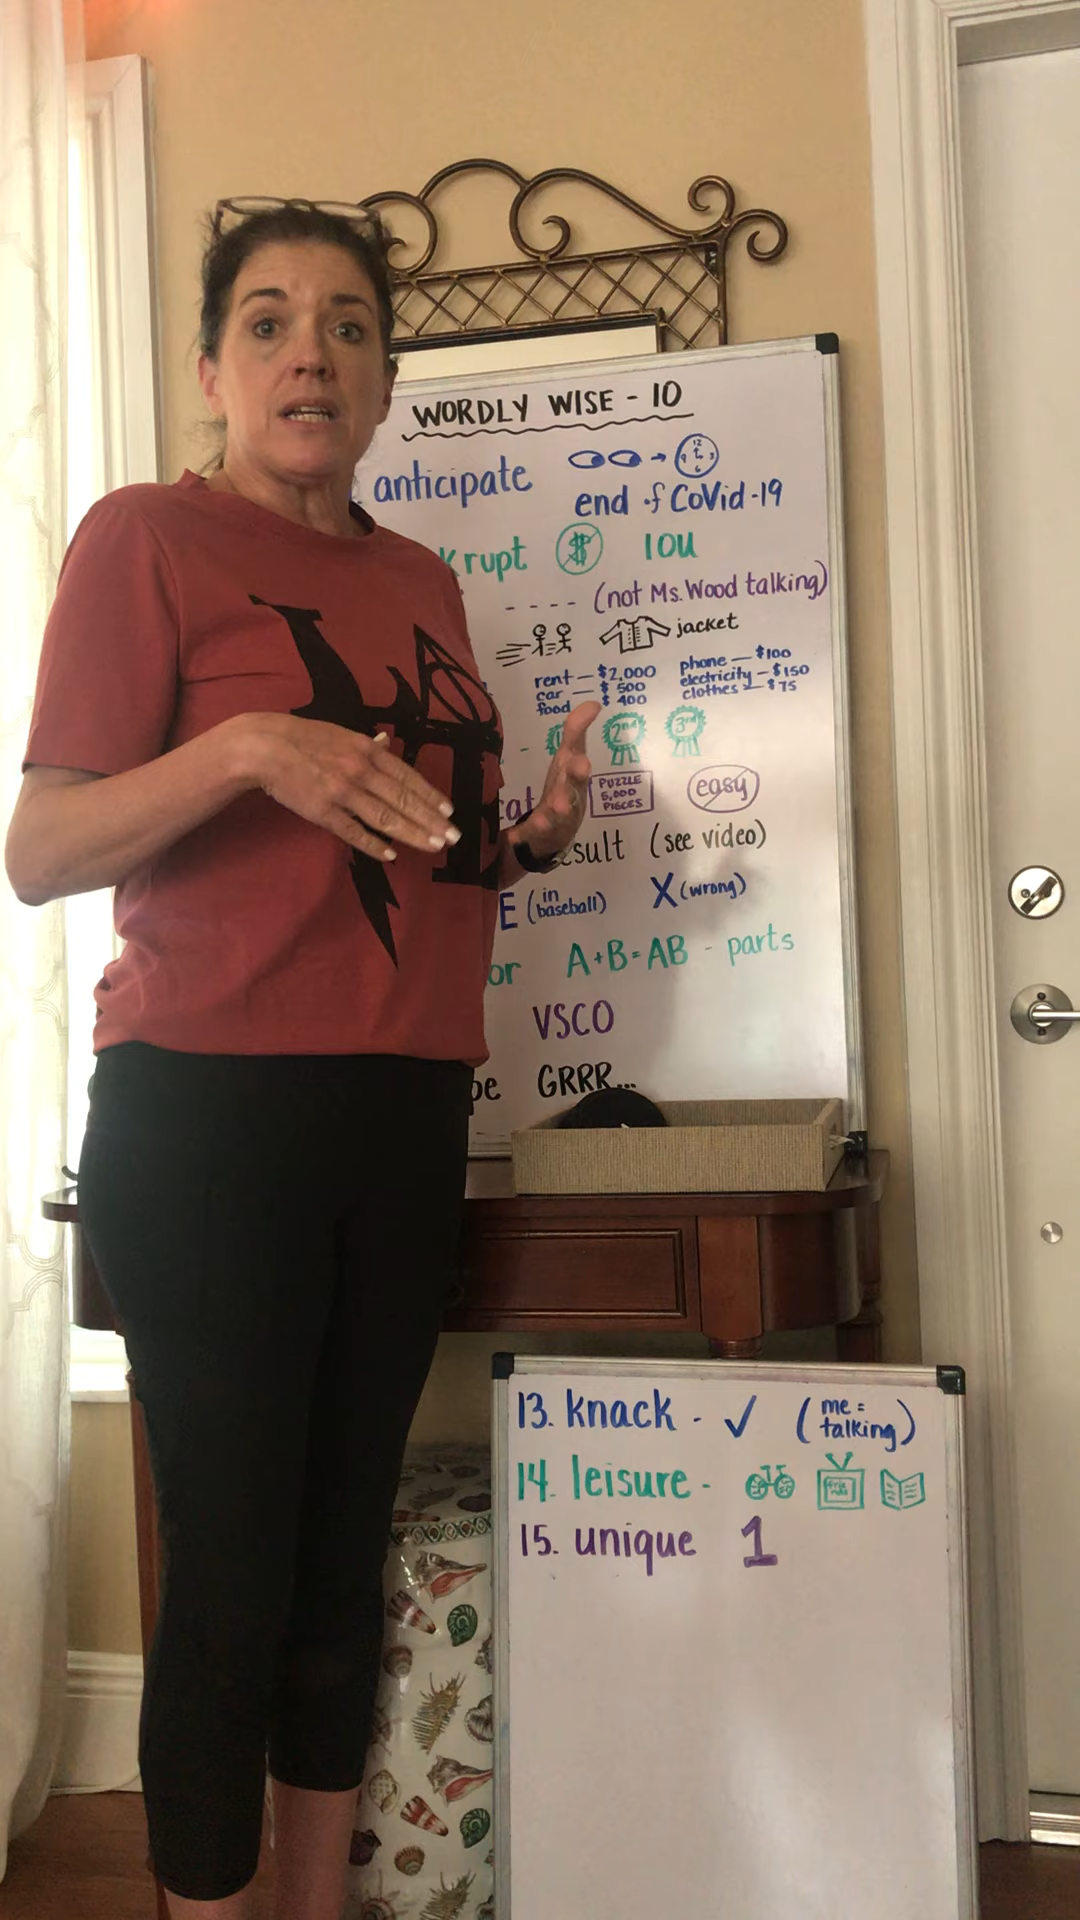 WORDLY WISE - 10
anticipate
end of CoVid-19
krupt $ IOU
---- (not Ms. Wood talking)
jacket
rent — $2,000 phone — $100
car — $ 500 electricity — $150
food $ 400 clothes — $75
- 2nd 3rd
cat PUZZLE 5,000 PIECES easy
esult (see video)
E (in baseball) X (wrong)
or A+B=AB - parts
VSCO
pe GRRR...
13. knack - ✓ (me = talking)
14. leisure -
15. unique 1